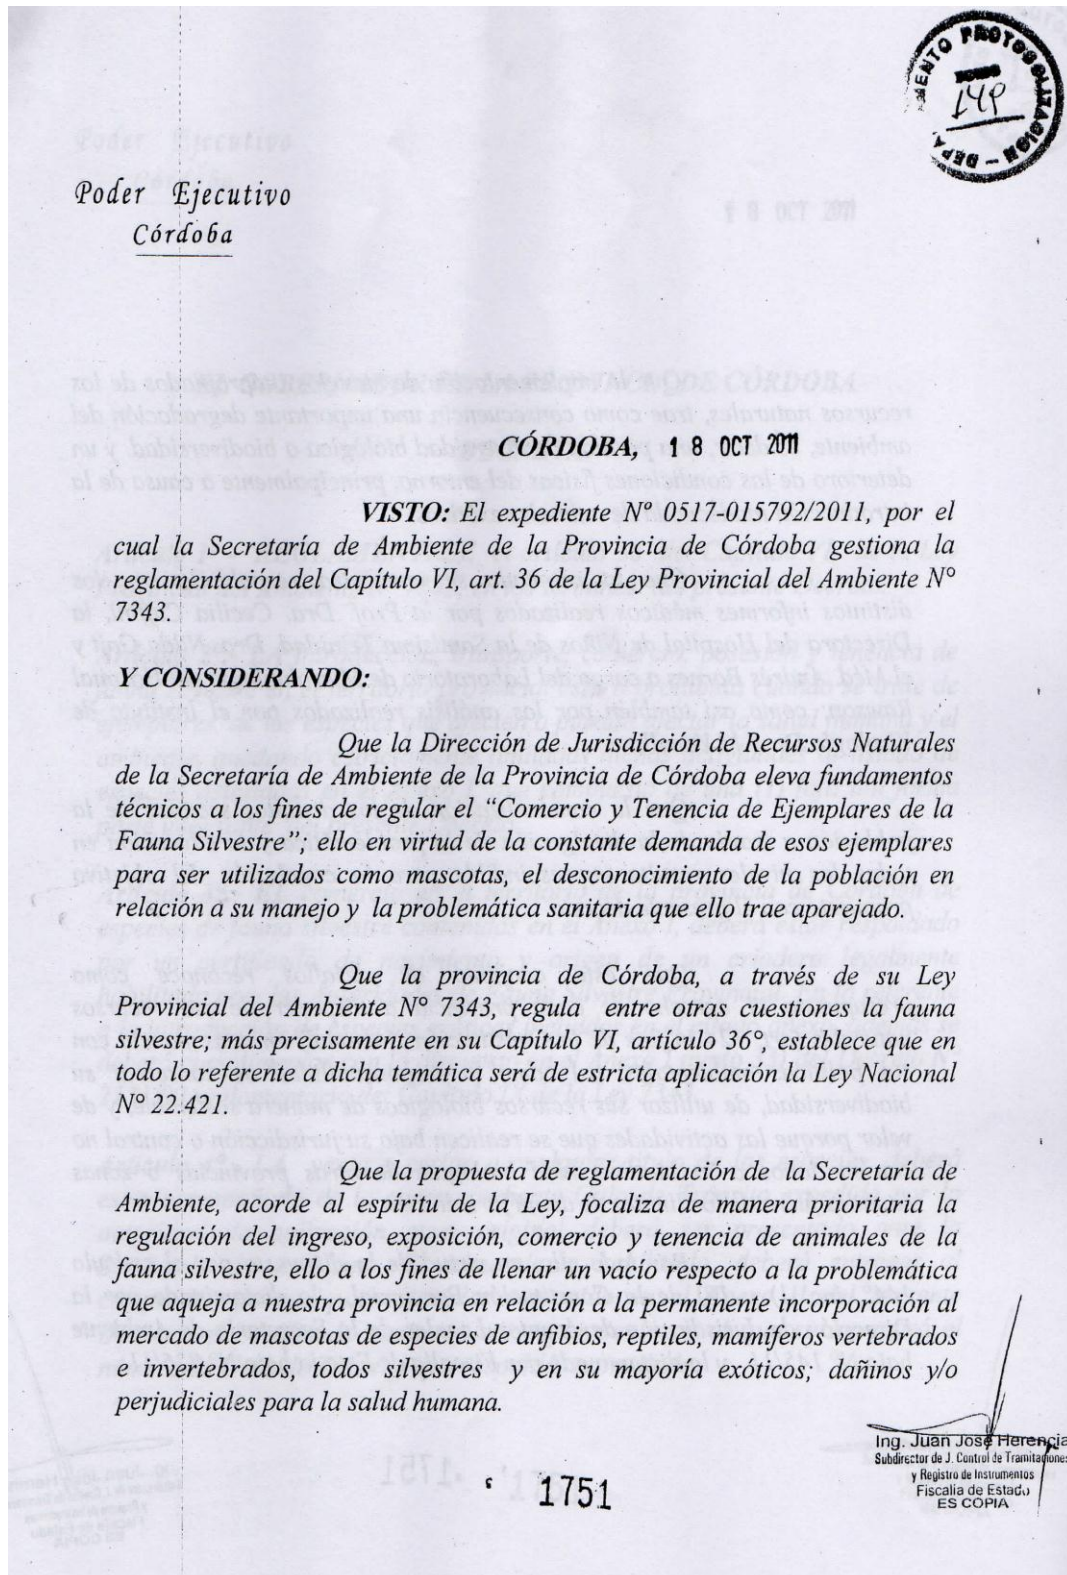 DEPA
MENTO PROTOCOLIZACION
TOMO
149
Poder Ejecutivo
Córdoba
CÓRDOBA, 18 OCT 2011
VISTO: El expediente Nº 0517-015792/2011, por el
cual la Secretaría de Ambiente de la Provincia de Córdoba gestiona la
reglamentación del Capítulo VI, art. 36 de la Ley Provincial del Ambiente Nº
7343.
Y CONSIDERANDO:
Que la Dirección de Jurisdicción de Recursos Naturales
de la Secretaría de Ambiente de la Provincia de Córdoba eleva fundamentos
técnicos a los fines de regular el “Comercio y Tenencia de Ejemplares de la
Fauna Silvestre”; ello en virtud de la constante demanda de esos ejemplares
para ser utilizados como mascotas, el desconocimiento de la población en
relación a su manejo y la problemática sanitaria que ello trae aparejado.
Que la provincia de Córdoba, a través de su Ley
Provincial del Ambiente Nº 7343, regula entre otras cuestiones la fauna
silvestre; más precisamente en su Capítulo VI, artículo 36°, establece que en
todo lo referente a dicha temática será de estricta aplicación la Ley Nacional
Nº 22.421.
Que la propuesta de reglamentación de la Secretaría de
Ambiente, acorde al espíritu de la Ley, focaliza de manera prioritaria la
regulación del ingreso, exposición, comercio y tenencia de animales de la
fauna silvestre, ello a los fines de llenar un vacío respecto a la problemática
que aqueja a nuestra provincia en relación a la permanente incorporación al
mercado de mascotas de especies de anfibios, reptiles, mamíferos vertebrados
e invertebrados, todos silvestres y en su mayoría exóticos; dañinos y/o
perjudiciales para la salud humana.
Ing. Juan José Herencia
Subdirector de J. Control de Tramitaciones
y Registro de Instrumentos
Fiscalia de Estado
ES COPIA
1751